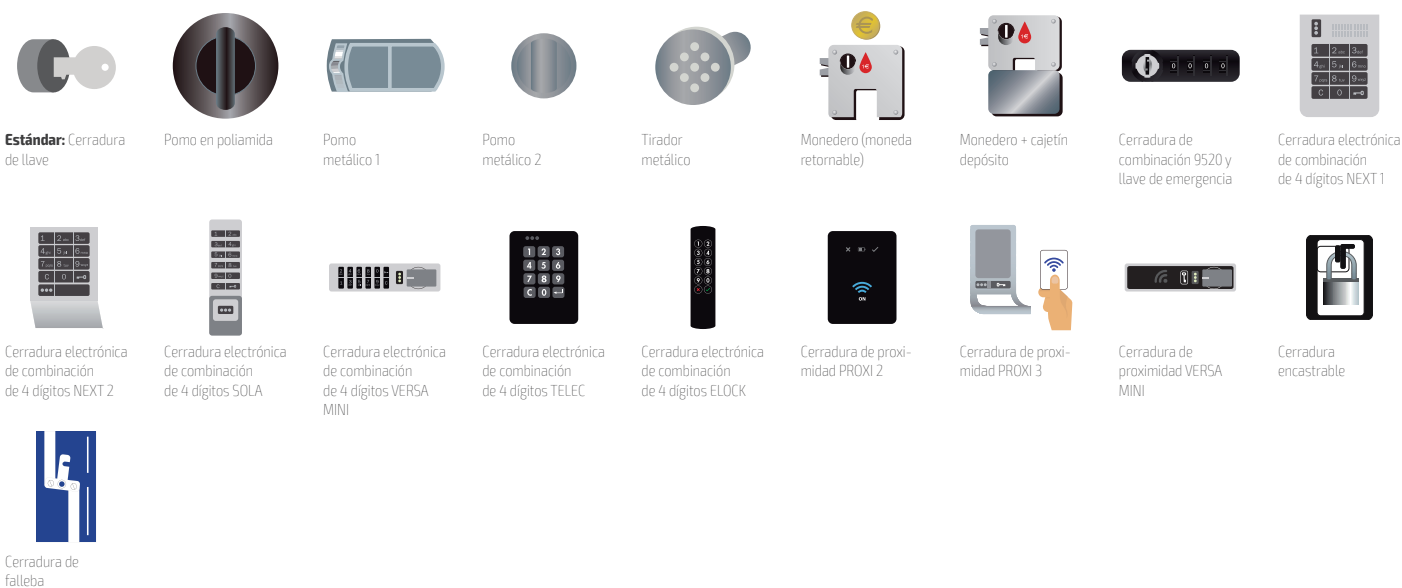 Estándar: Cerradura
de llave
Pomo en poliamida
Pomo
metálico 1
Pomo
metálico 2
Tirador
metálico
Monedero (moneda
retornable)
Monedero + cajetín
depósito
Cerradura de
combinación 9520 y
llave de emergencia
Cerradura electrónica
de combinación
de 4 dígitos NEXT 1
Cerradura electrónica
de combinación
de 4 dígitos NEXT 2
Cerradura electrónica
de combinación
de 4 dígitos SOLA
Cerradura electrónica
de combinación
de 4 dígitos VERSA
MINI
Cerradura electrónica
de combinación
de 4 dígitos TELEC
Cerradura electrónica
de combinación
de 4 dígitos ELOCK
ON
Cerradura de proxi-
midad PROXI 2
Cerradura de proxi-
midad PROXI 3
Cerradura de
proximidad VERSA
MINI
Cerradura
encastrable
Cerradura de
falleba